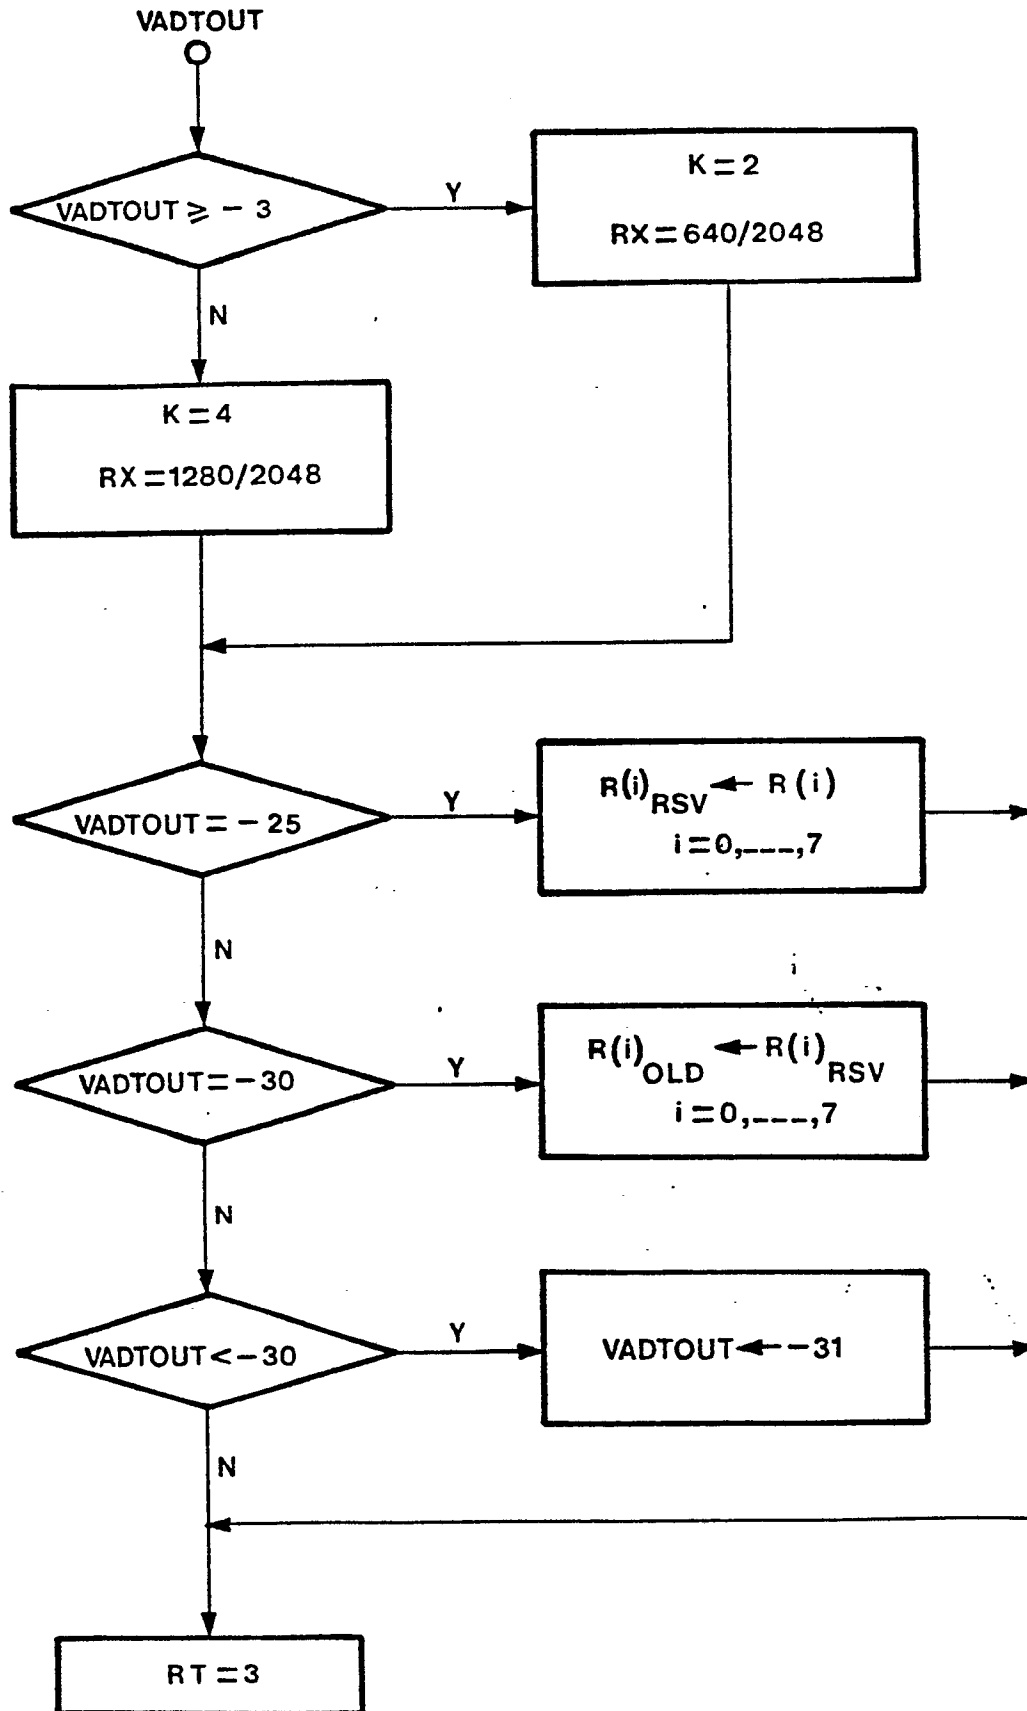 VADTOUT
VADTOUT ⩾ - 3
Y
K = 2
RX = 640/2048
N
K = 4
RX = 1280/2048
VADTOUT = - 25
Y
R(i)RSV ← R(i)
i = 0,---,7
N
VADTOUT = -30
Y
R(i)OLD ← R(i)RSV
i = 0,---,7
N
VADTOUT < -30
Y
VADTOUT ← -31
N
RT = 3